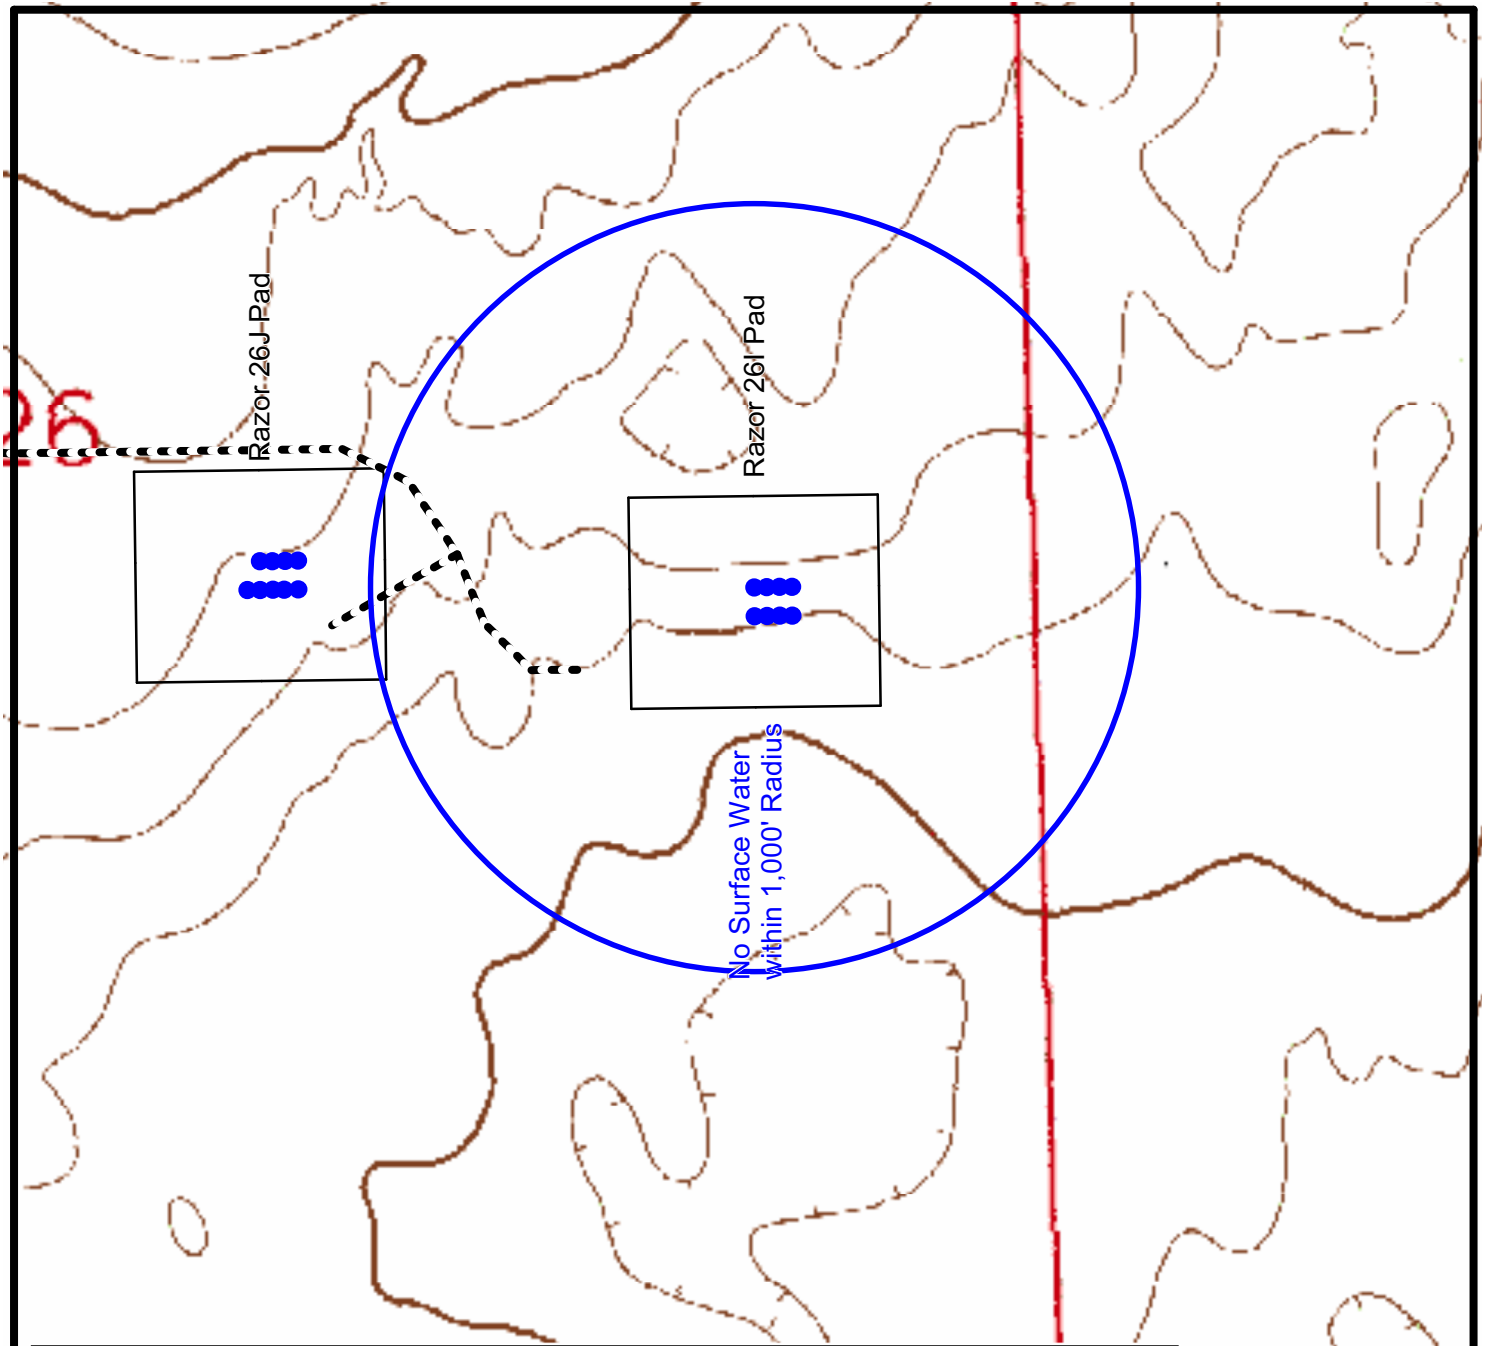 Razor 26J Pad
Razor 26I Pad
26
No Surface Water
within 1,000' Radius